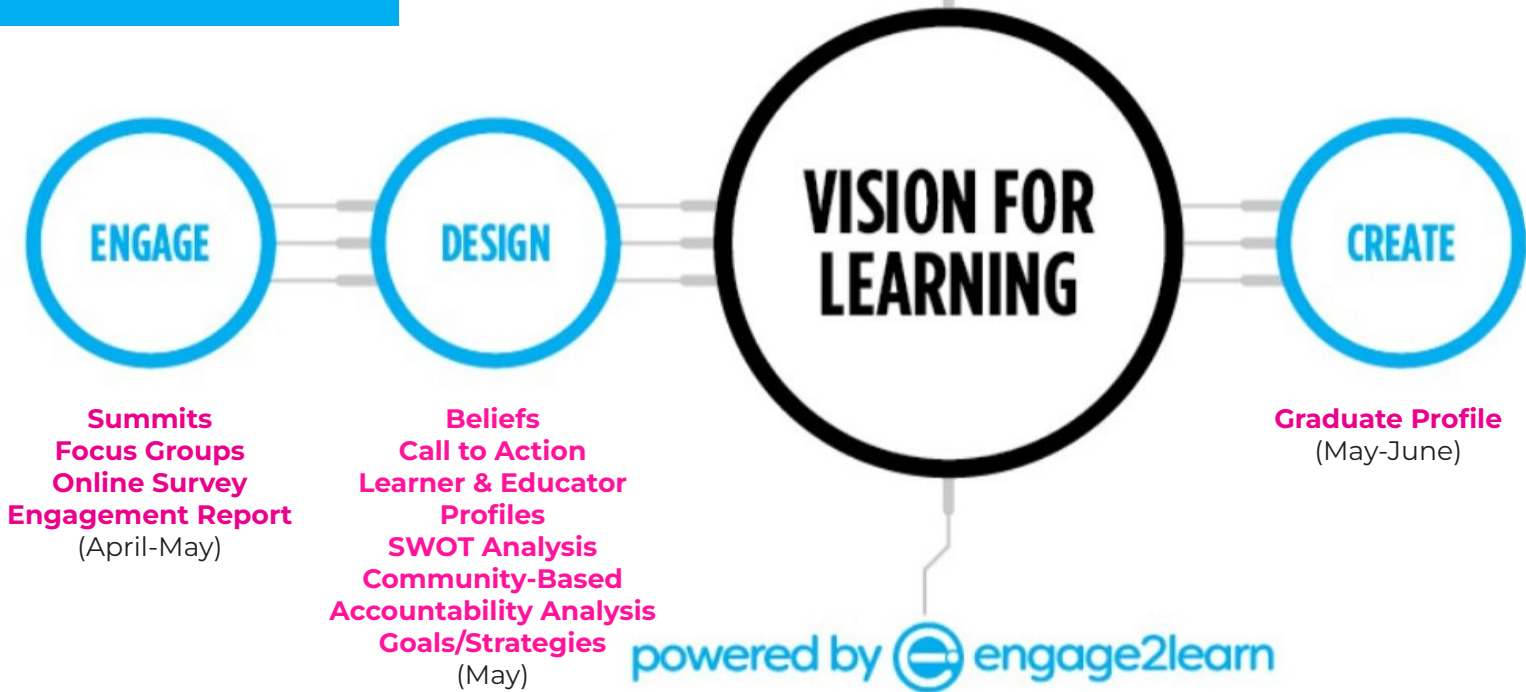 ENGAGE
DESIGN
VISION FOR
LEARNING
CREATE
Summits
Focus Groups
Online Survey
Engagement Report
(April-May)
Beliefs
Call to Action
Learner & Educator
Profiles
SWOT Analysis
Community-Based
Accountability Analysis
Goals/Strategies
(May)
Graduate Profile
(May-June)
powered by engage2learn